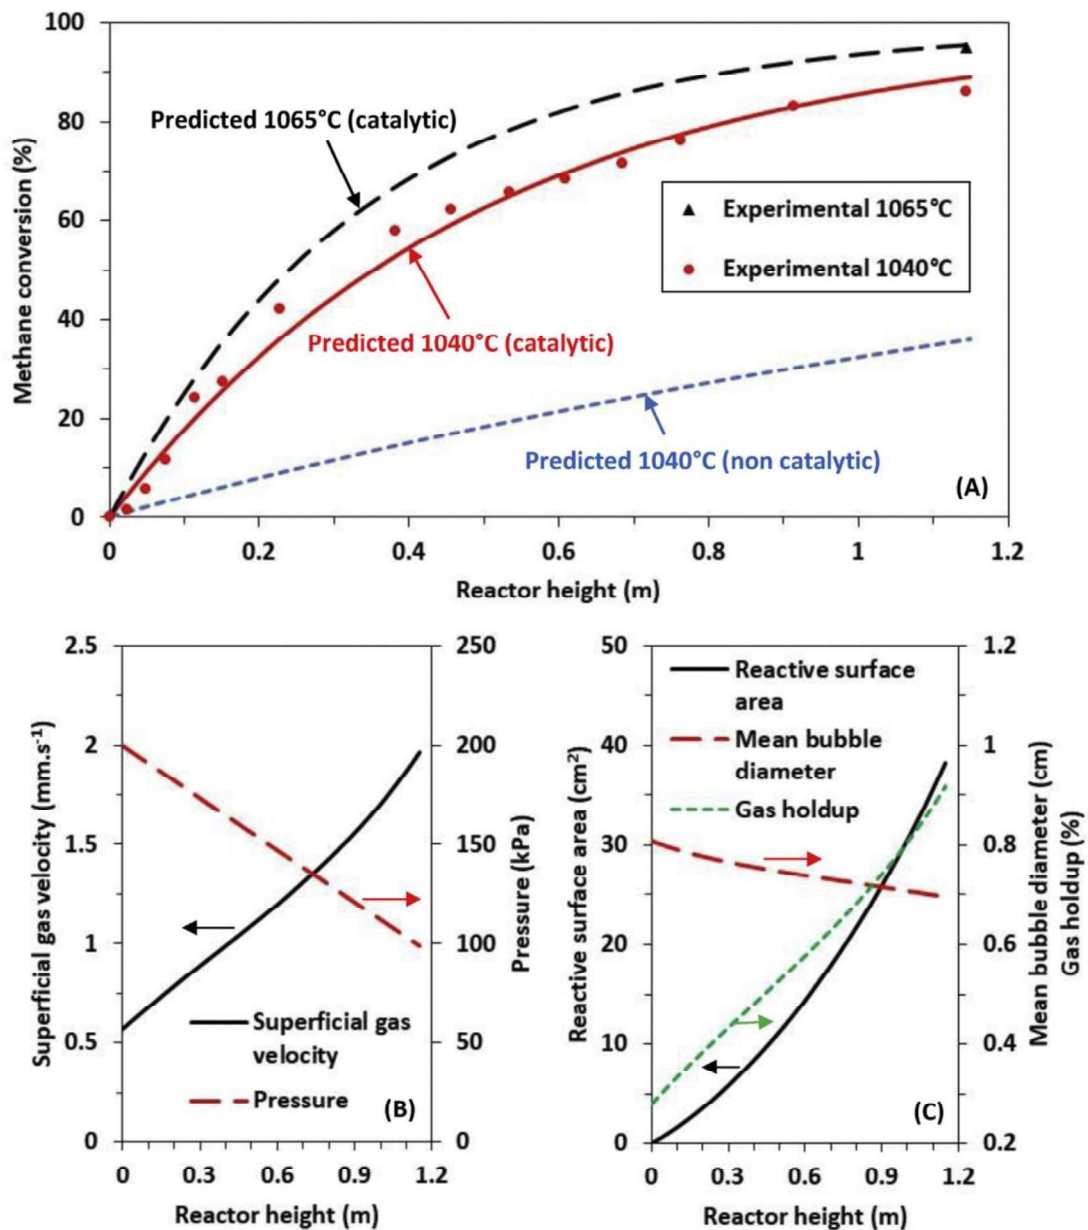 100
80
60
40
20
0
Methane conversion (%)
Predicted 1065°C (catalytic)
Experimental 1065°C
Experimental 1040°C
Predicted 1040°C (catalytic)
Predicted 1040°C (non catalytic)
(A)
0 0.2 0.4 0.6 0.8 1 1.2
Reactor height (m)
2.5
2
1.5
1
0.5
0
Superficial gas velocity (mm.s⁻¹)
250
200
150
100
50
0
Pressure (kPa)
Superficial gas
velocity
Pressure
(B)
0 0.3 0.6 0.9 1.2
Reactor height (m)
50
40
30
20
10
0
Reactive surface area (cm²)
1.2
1
0.8
0.6
0.4
0.2
Mean bubble diameter (cm)
Gas holdup (%)
Reactive surface
area
Mean bubble
diameter
Gas holdup
(C)
0 0.3 0.6 0.9 1.2
Reactor height (m)